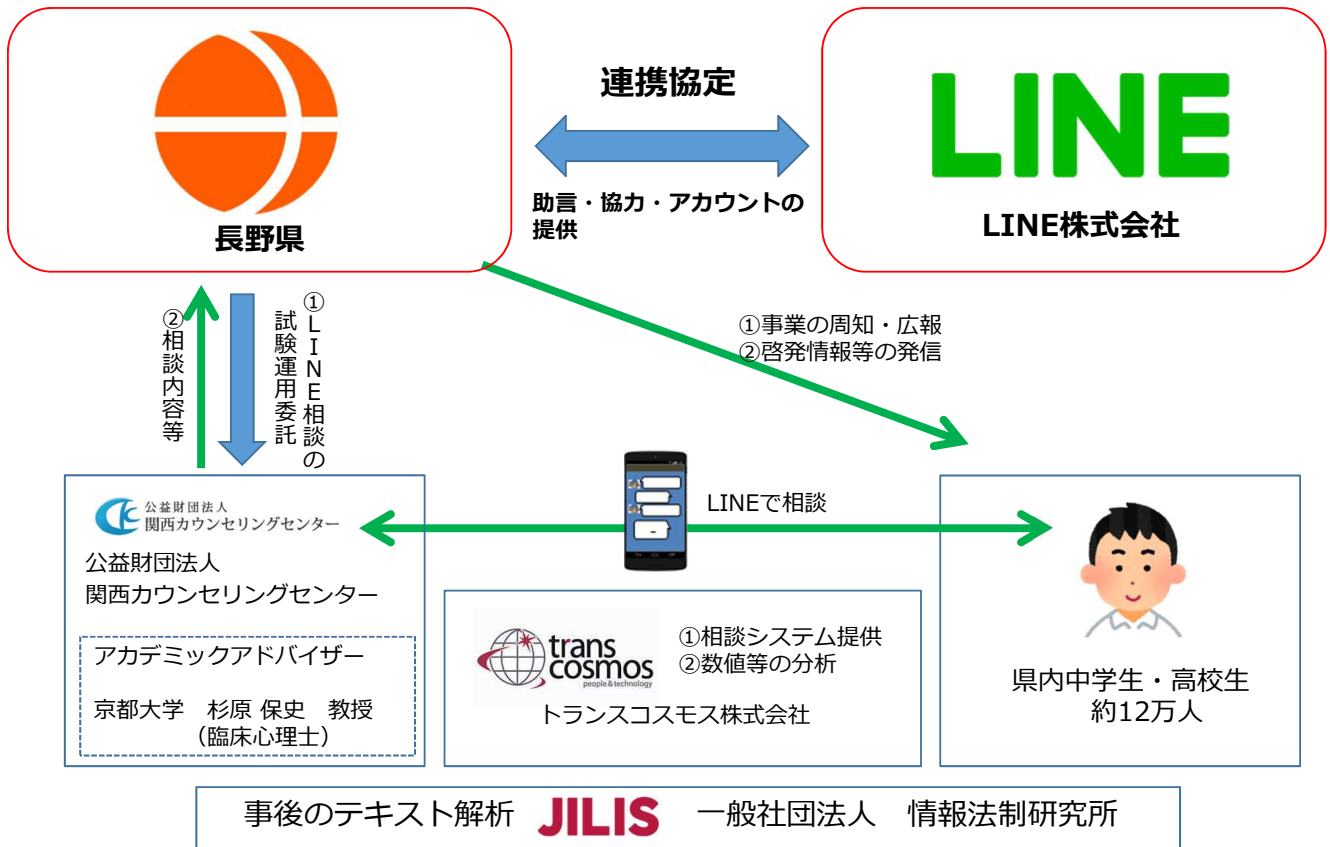 連携協定
助言・協力・アカウントの
提供
長野県
LINE
LINE株式会社
②相談内容等
①LINE相談の
試験運用委託
①事業の周知・広報
②啓発情報等の発信
LINEで相談
公益財団法人
関西カウンセリングセンター
公益財団法人
関西カウンセリングセンター
アカデミックアドバイザー
京都大学　杉原 保史　教授
（臨床心理士）
trans
cosmos
people & technology
①相談システム提供
②数値等の分析
トランスコスモス株式会社
県内中学生・高校生
約12万人
事後のテキスト解析 JILIS 一般社団法人　情報法制研究所